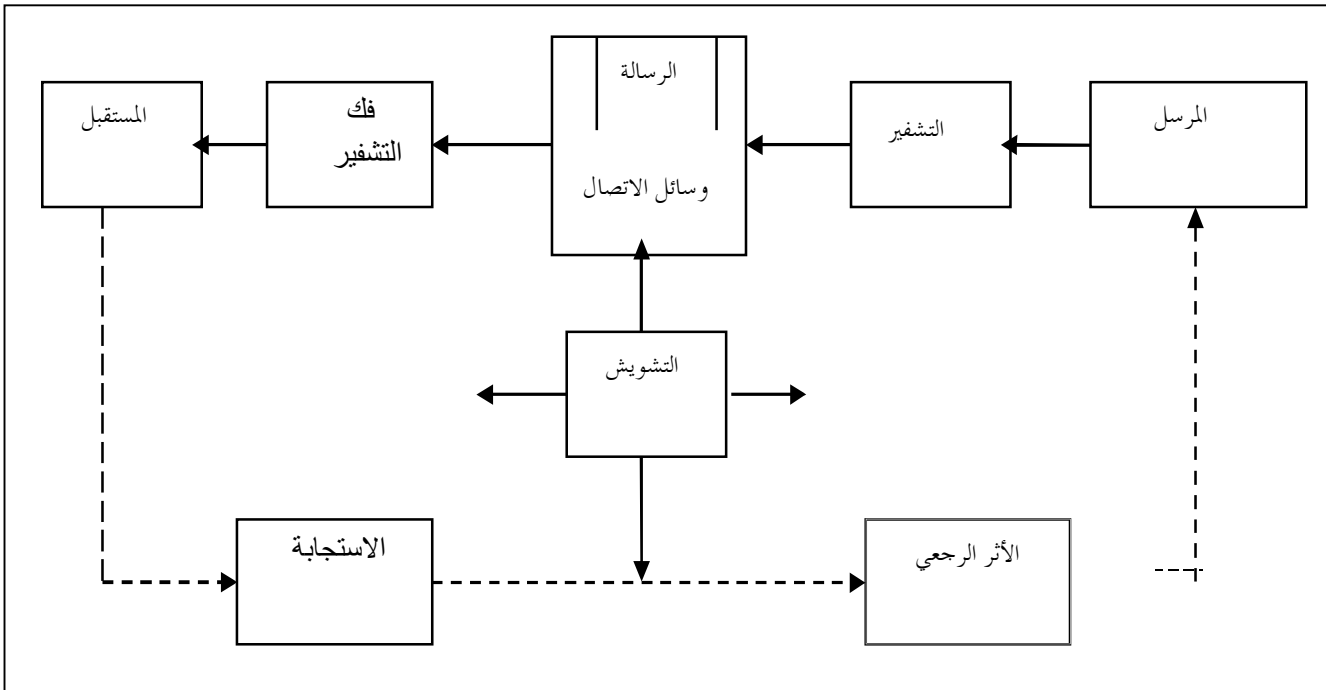 المرسل
التشفير
الرسالة
وسائل الاتصال
فك
التشفير
المستقبل
التشويش
الاستجابة
الأثر الرجعي